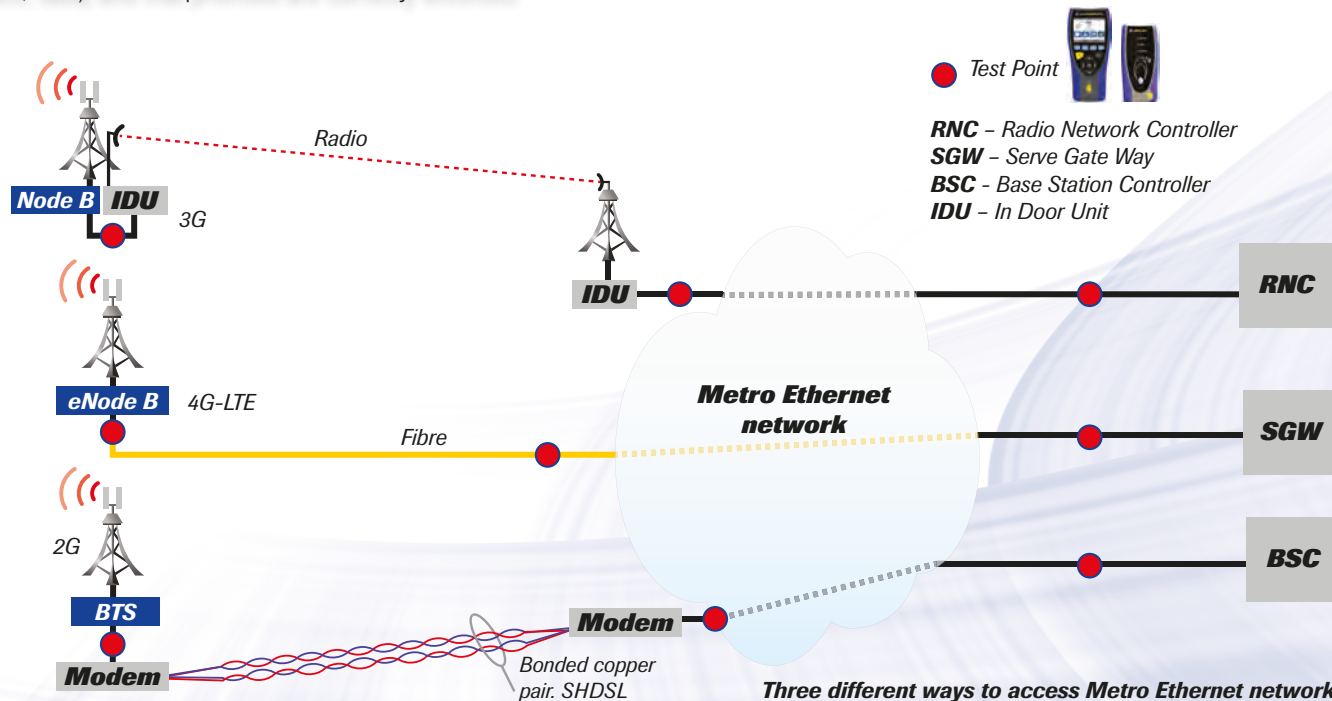 Test Point
RNC – Radio Network Controller
SGW – Serve Gate Way
BSC - Base Station Controller
IDU – In Door Unit
Radio
Node B
IDU
3G
IDU
RNC
eNode B
4G-LTE
Metro Ethernet
network
Fibre
SGW
2G
BTS
BSC
Modem
Modem
Bonded copper
pair. SHDSL
Three different ways to access Metro Ethernet network